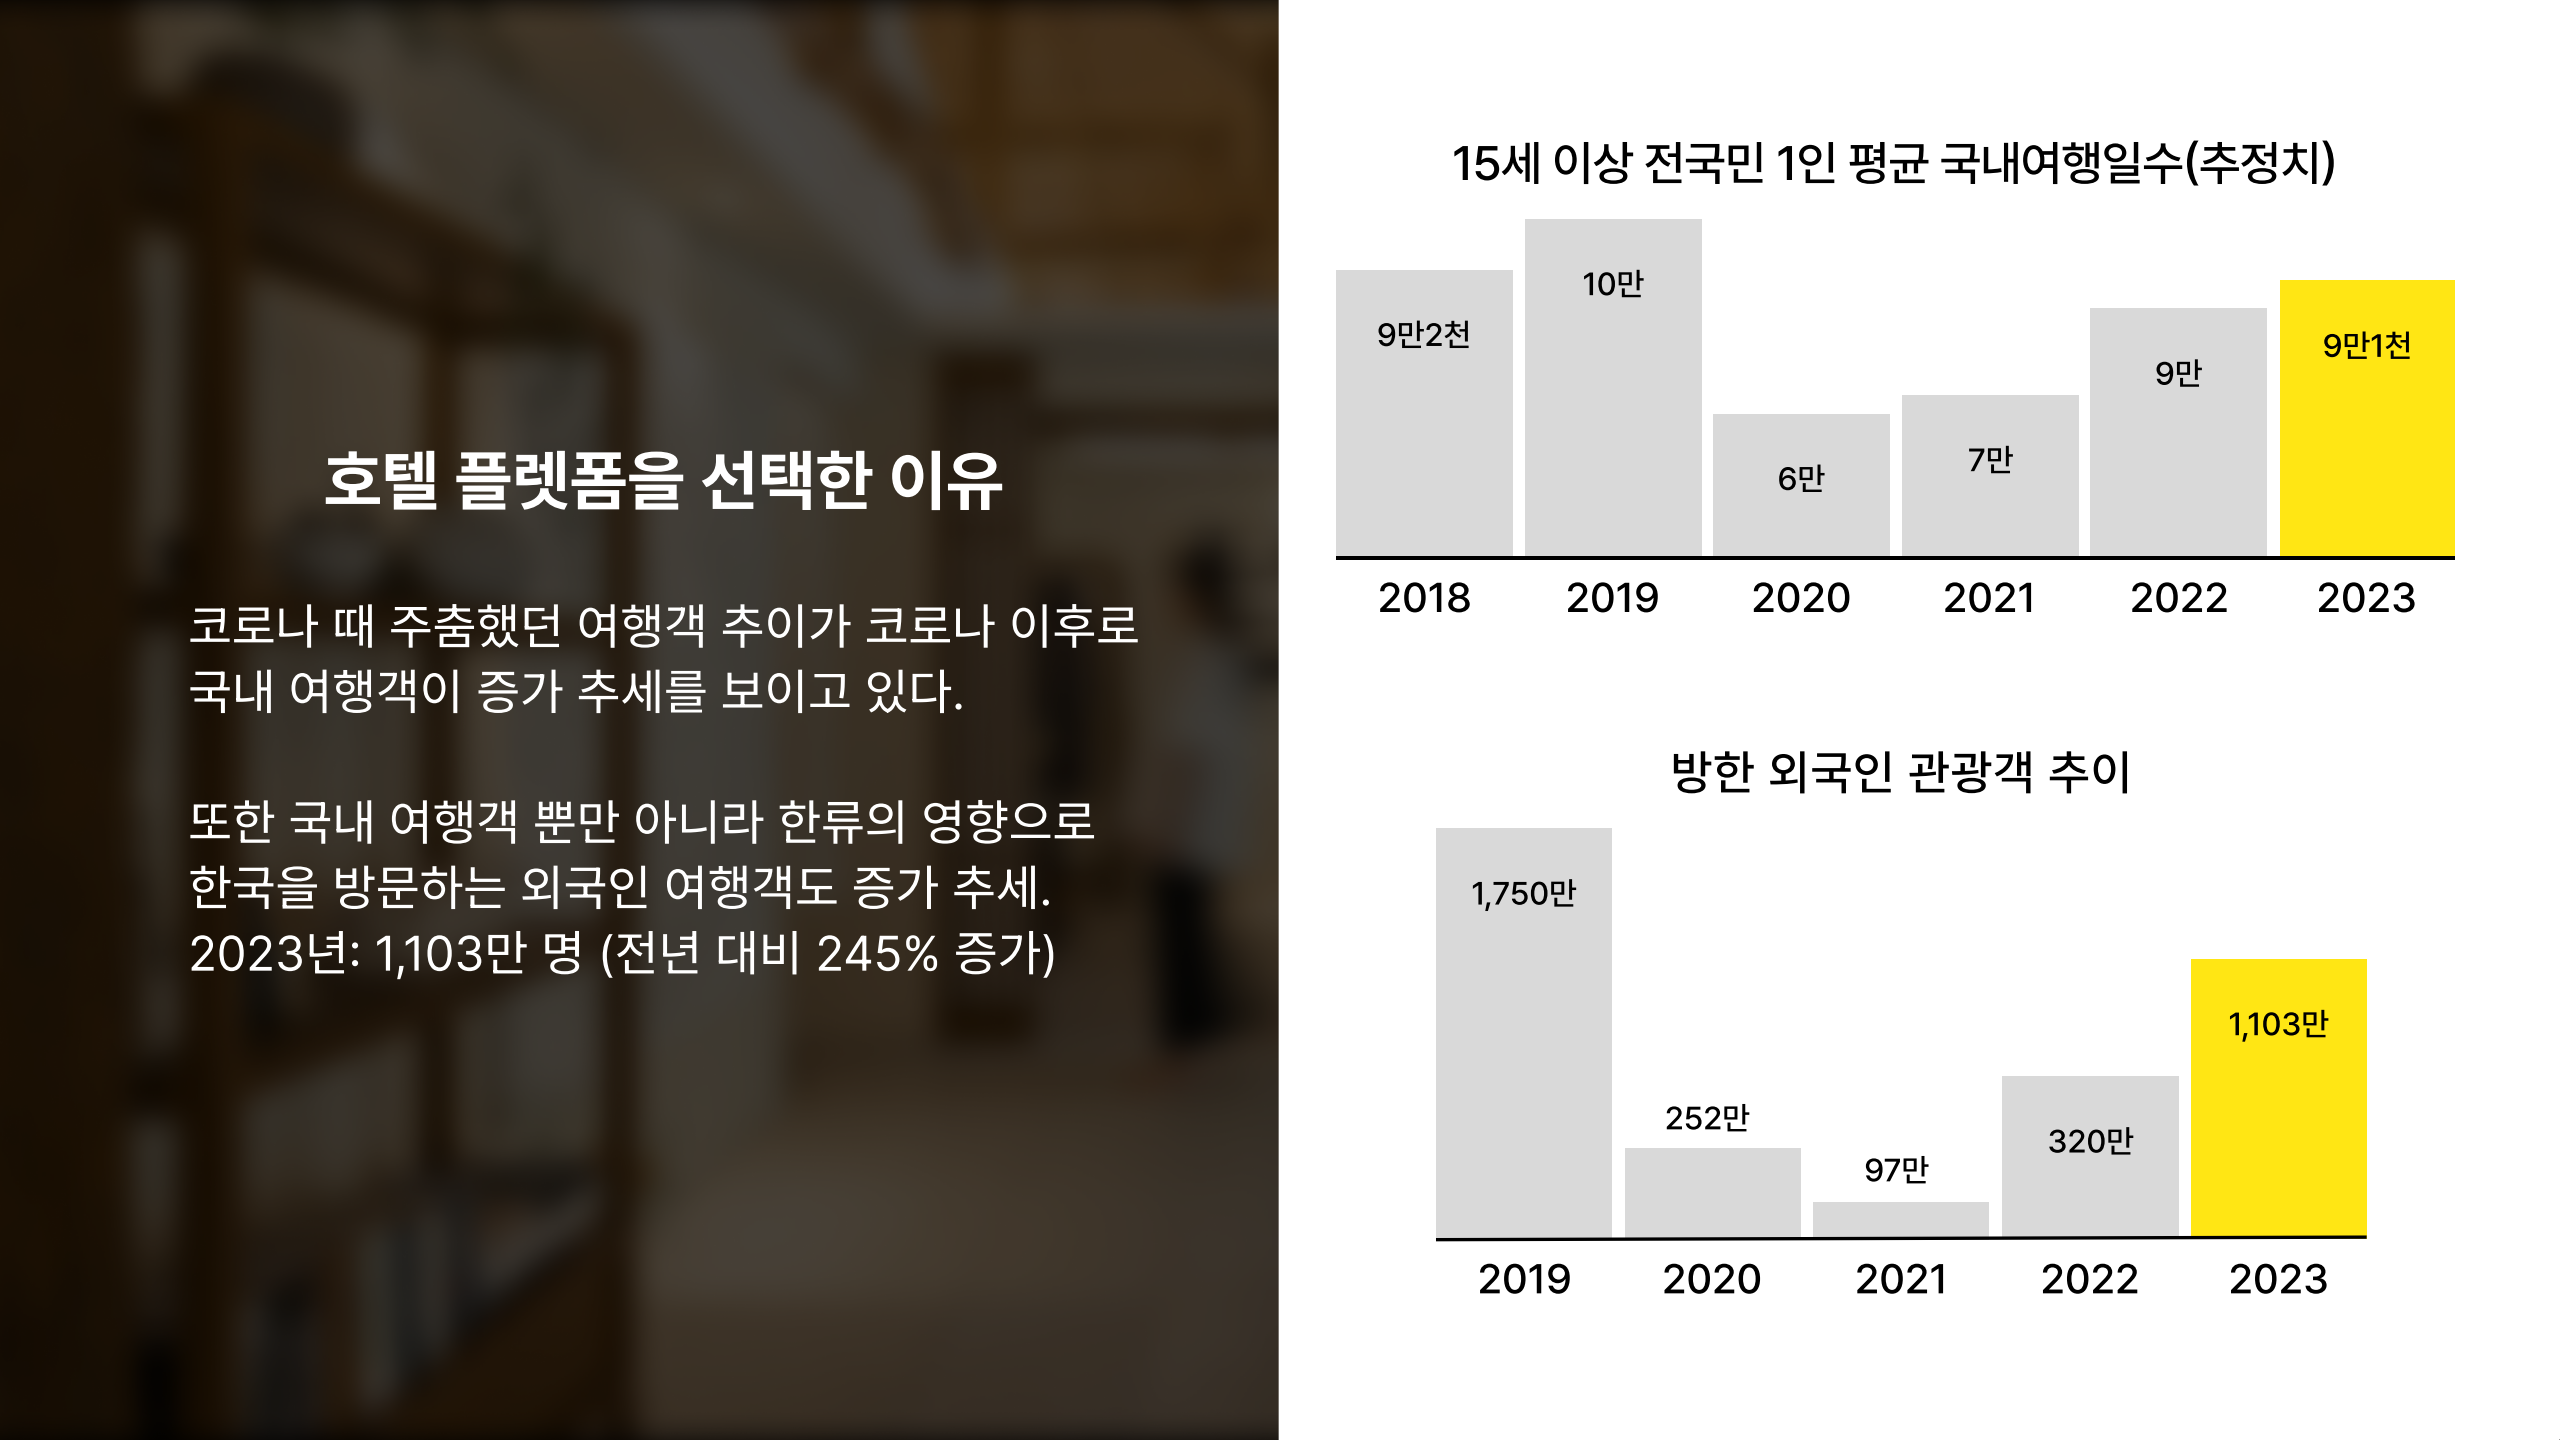 호텔 플렛폼을 선택한 이유
코로나 때 주춤했던 여행객 추이가 코로나 이후로
국내 여행객이 증가 추세를 보이고 있다.
또한 국내 여행객 뿐만 아니라 한류의 영향으로
한국을 방문하는 외국인 여행객도 증가 추세.
2023년: 1,103만 명 (전년 대비 245% 증가)
15세 이상 전국민 1인 평균 국내여행일수(추정치)
9만2천
10만
6만
7만
9만
9만1천
2018
2019
2020
2021
2022
2023
방한 외국인 관광객 추이
1,750만
252만
97만
320만
1,103만
2019
2020
2021
2022
2023